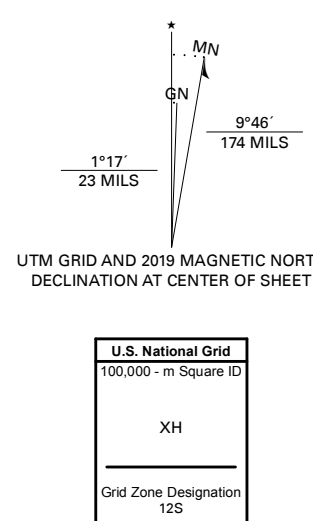 ★
MN
GN
9°46´
174 MILS
1°17´
23 MILS
UTM GRID AND 2019 MAGNETIC NORT
DECLINATION AT CENTER OF SHEET
U.S. National Grid
100,000 - m Square ID
XH
Grid Zone Designation
12S